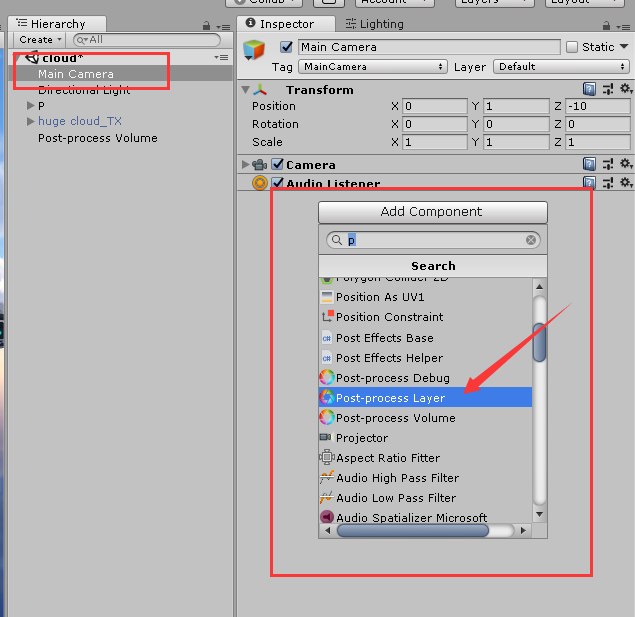 Collab
Account
Layers
Layout
Hierarchy
Inspector
Lighting
Create
All
Main Camera
Static
cloud*
Tag MainCamera Layer Default
Main Camera
Directional Light
Transform
P
Position X 0 Y 1 Z -10
huge cloud_TX
Rotation X 0 Y 0 Z 0
Post-process Volume
Scale X 1 Y 1 Z 1
Camera
Audio Listener
Add Component
p
Search
Polygon Collider 2D
Position As UV1
Position Constraint
Post Effects Base
Post Effects Helper
Post-process Debug
Post-process Layer
Post-process Volume
Projector
Aspect Ratio Fitter
Audio High Pass Filter
Audio Low Pass Filter
Audio Spatializer Microsoft